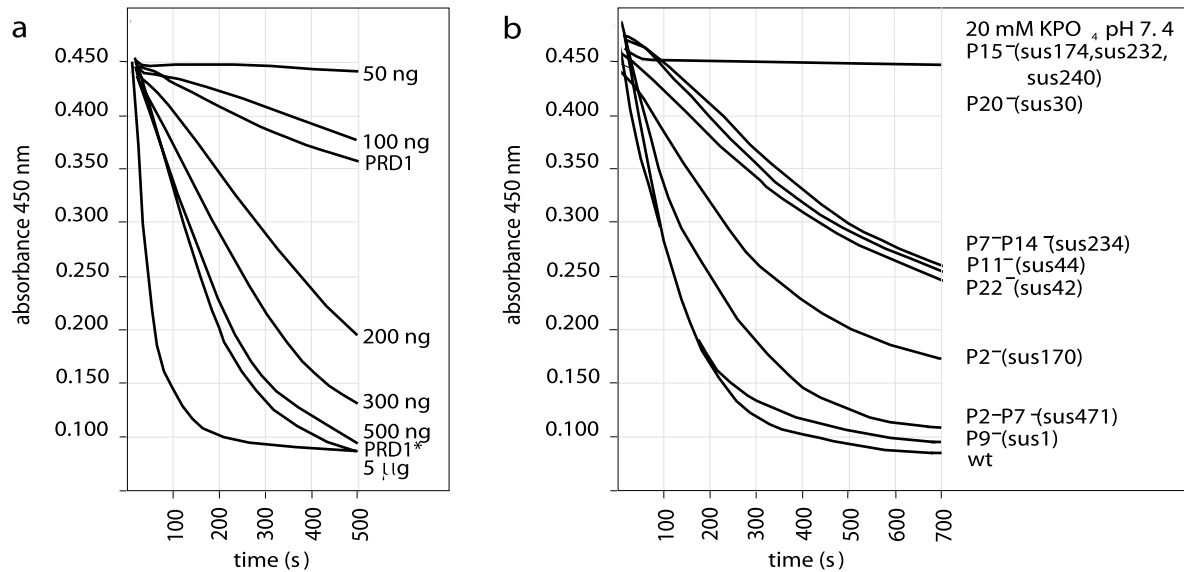 a
absorbance 450 nm
0.450
0.400
0.350
0.300
0.250
0.200
0.150
0.100
100
200
300
400
500
time (s)
50 ng
100 ng
PRD1
200 ng
300 ng
500 ng
PRD1*
5 μg
b
absorbance 450 nm
0.450
0.400
0.350
0.300
0.250
0.200
0.150
0.100
100
200
300
400
500
600
700
time (s)
20 mM KPO₄ pH 7.4
P15⁻(sus174,sus232,
sus240)
P20⁻(sus30)
P7⁻P14⁻(sus234)
P11⁻(sus44)
P22⁻(sus42)
P2⁻(sus170)
P2⁻P7⁻(sus471)
P9⁻(sus1)
wt